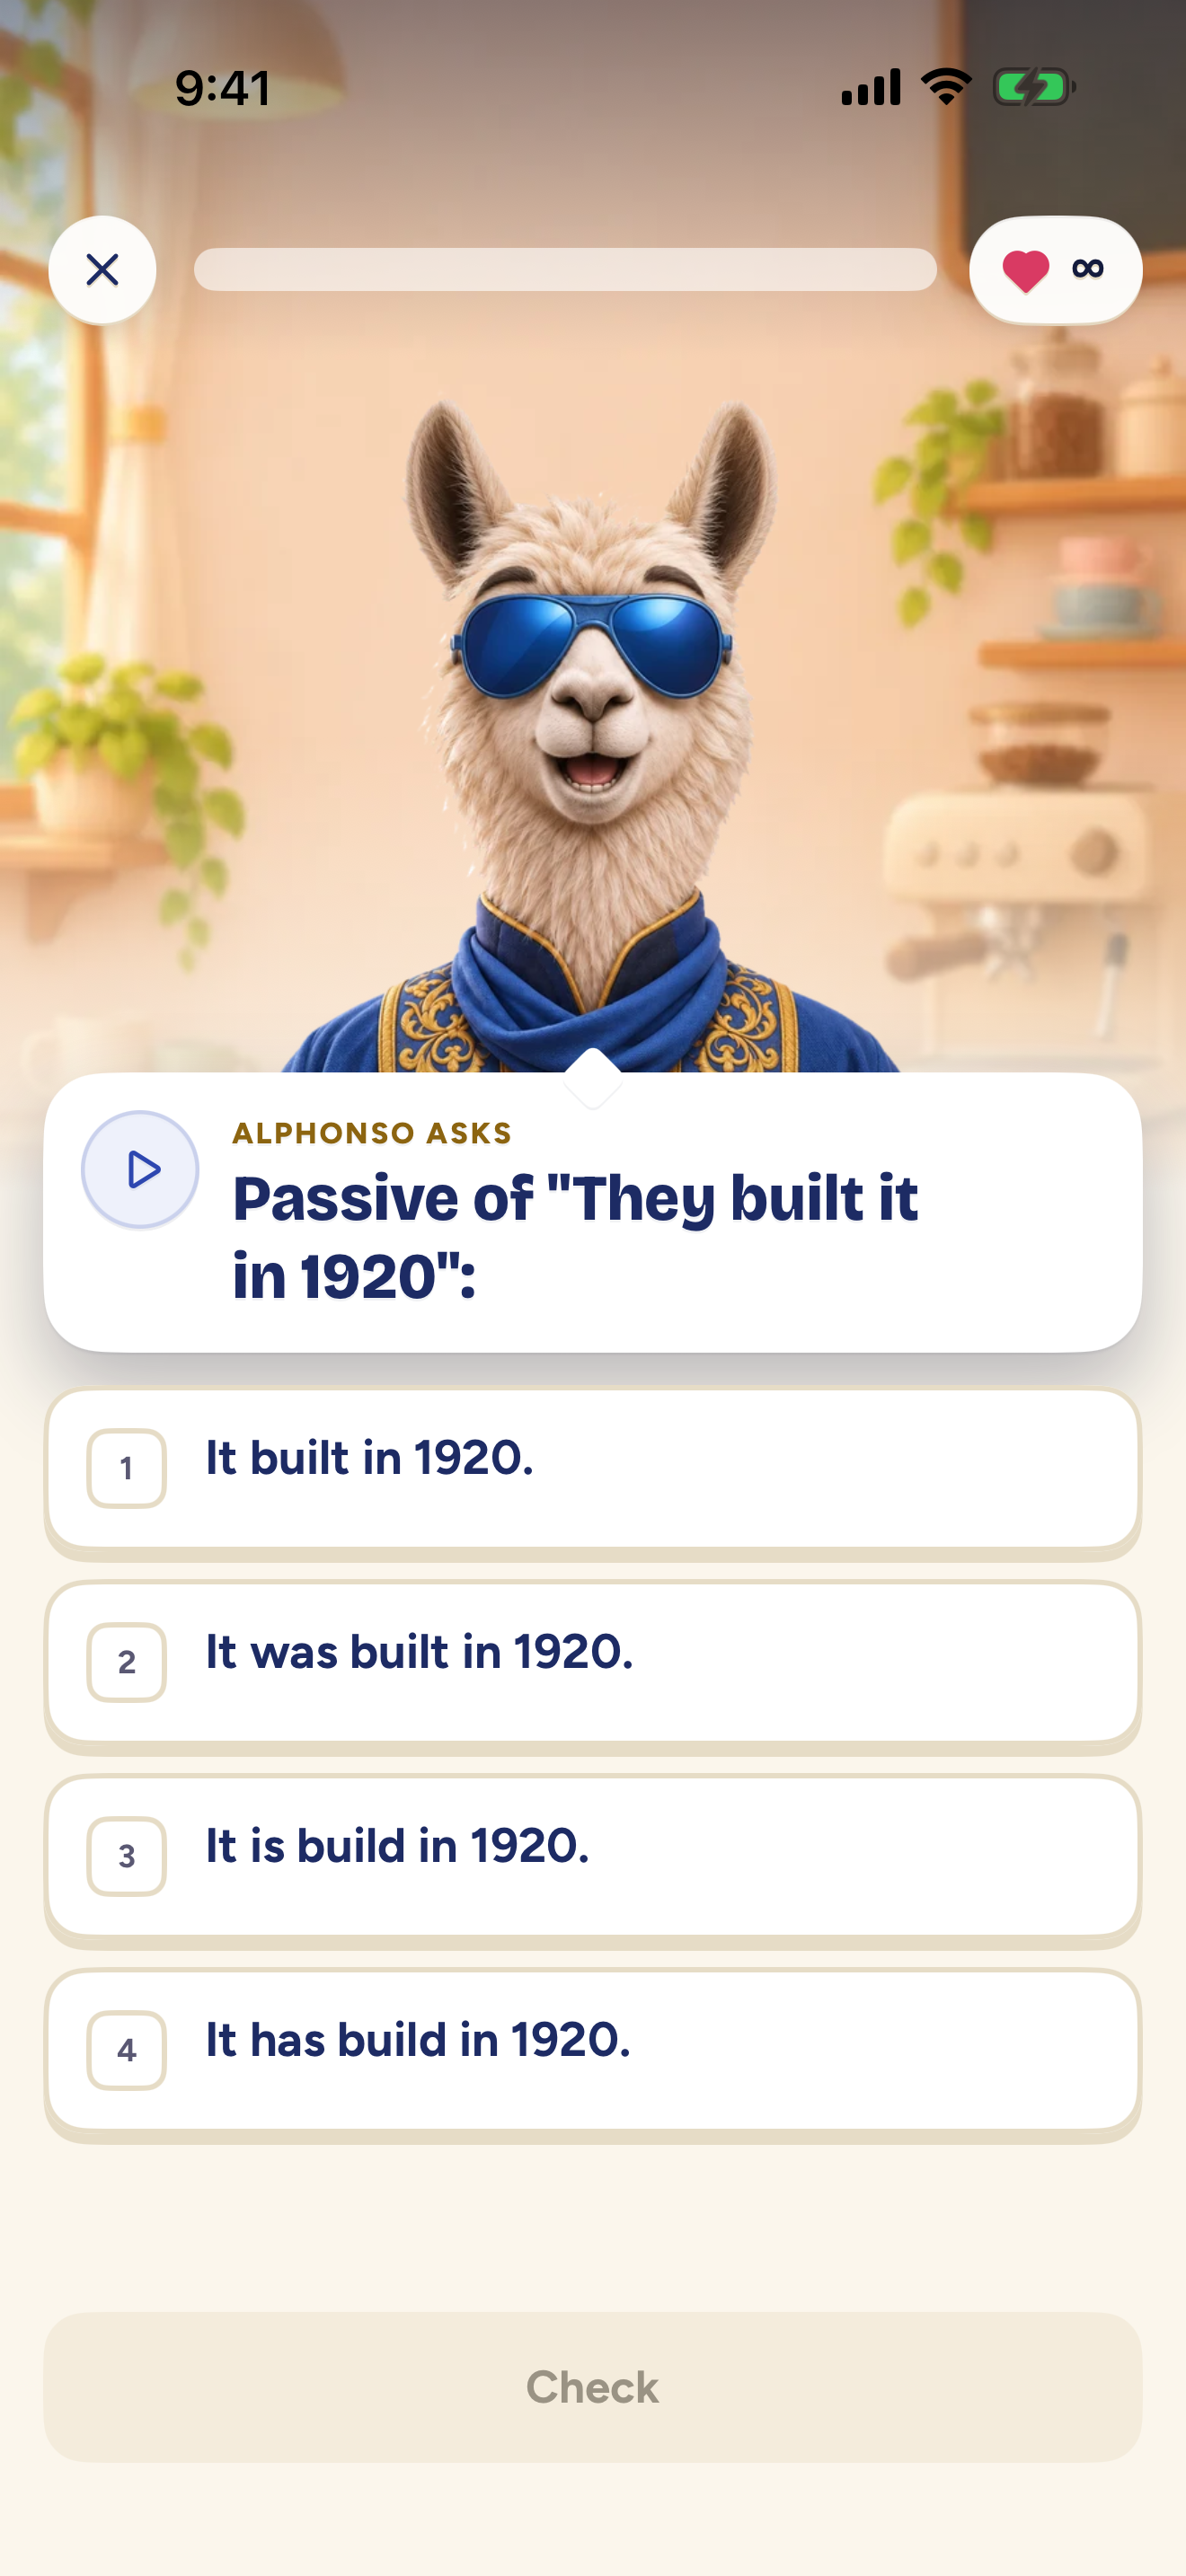 9:41
∞
ALPHONSO ASKS
Passive of "They built it
in 1920":
1 It built in 1920.
2 It was built in 1920.
3 It is build in 1920.
4 It has build in 1920.
Check